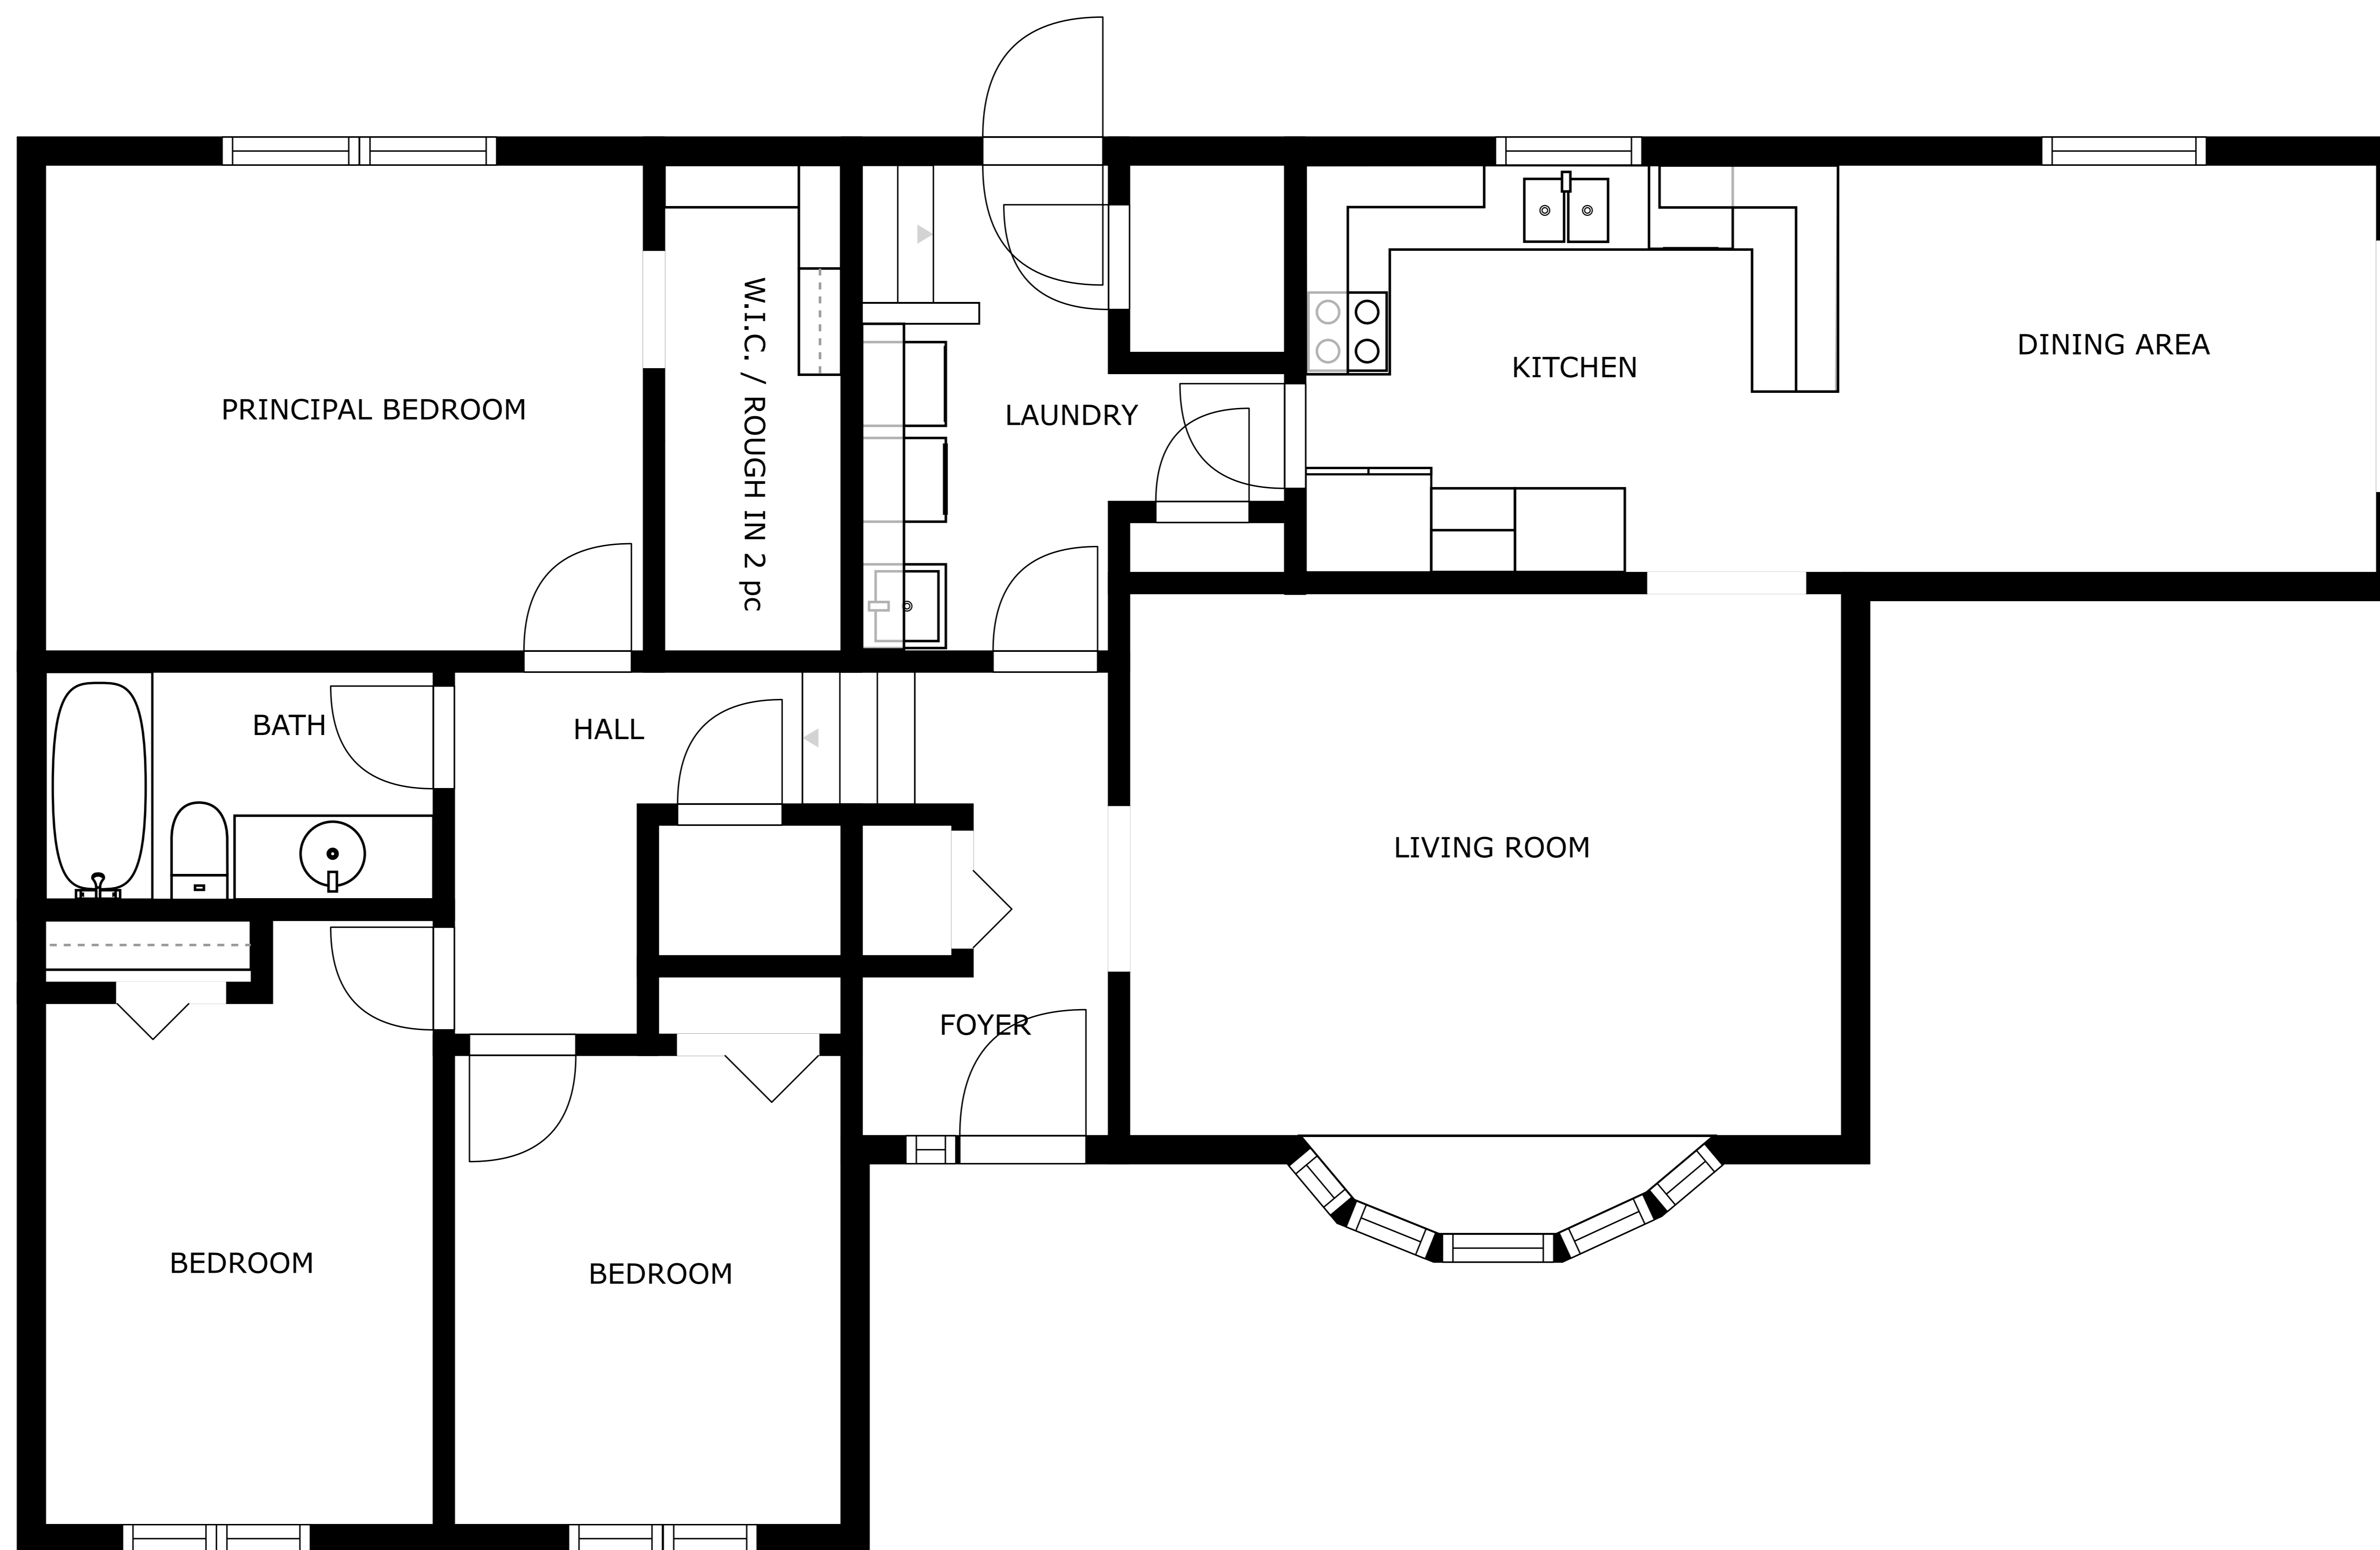 DINING AREA
KITCHEN
PRINCIPAL BEDROOM
W.I.C. / ROUGH IN 2 pc
LAUNDRY
BATH
HALL
LIVING ROOM
FOYER
BEDROOM
BEDROOM